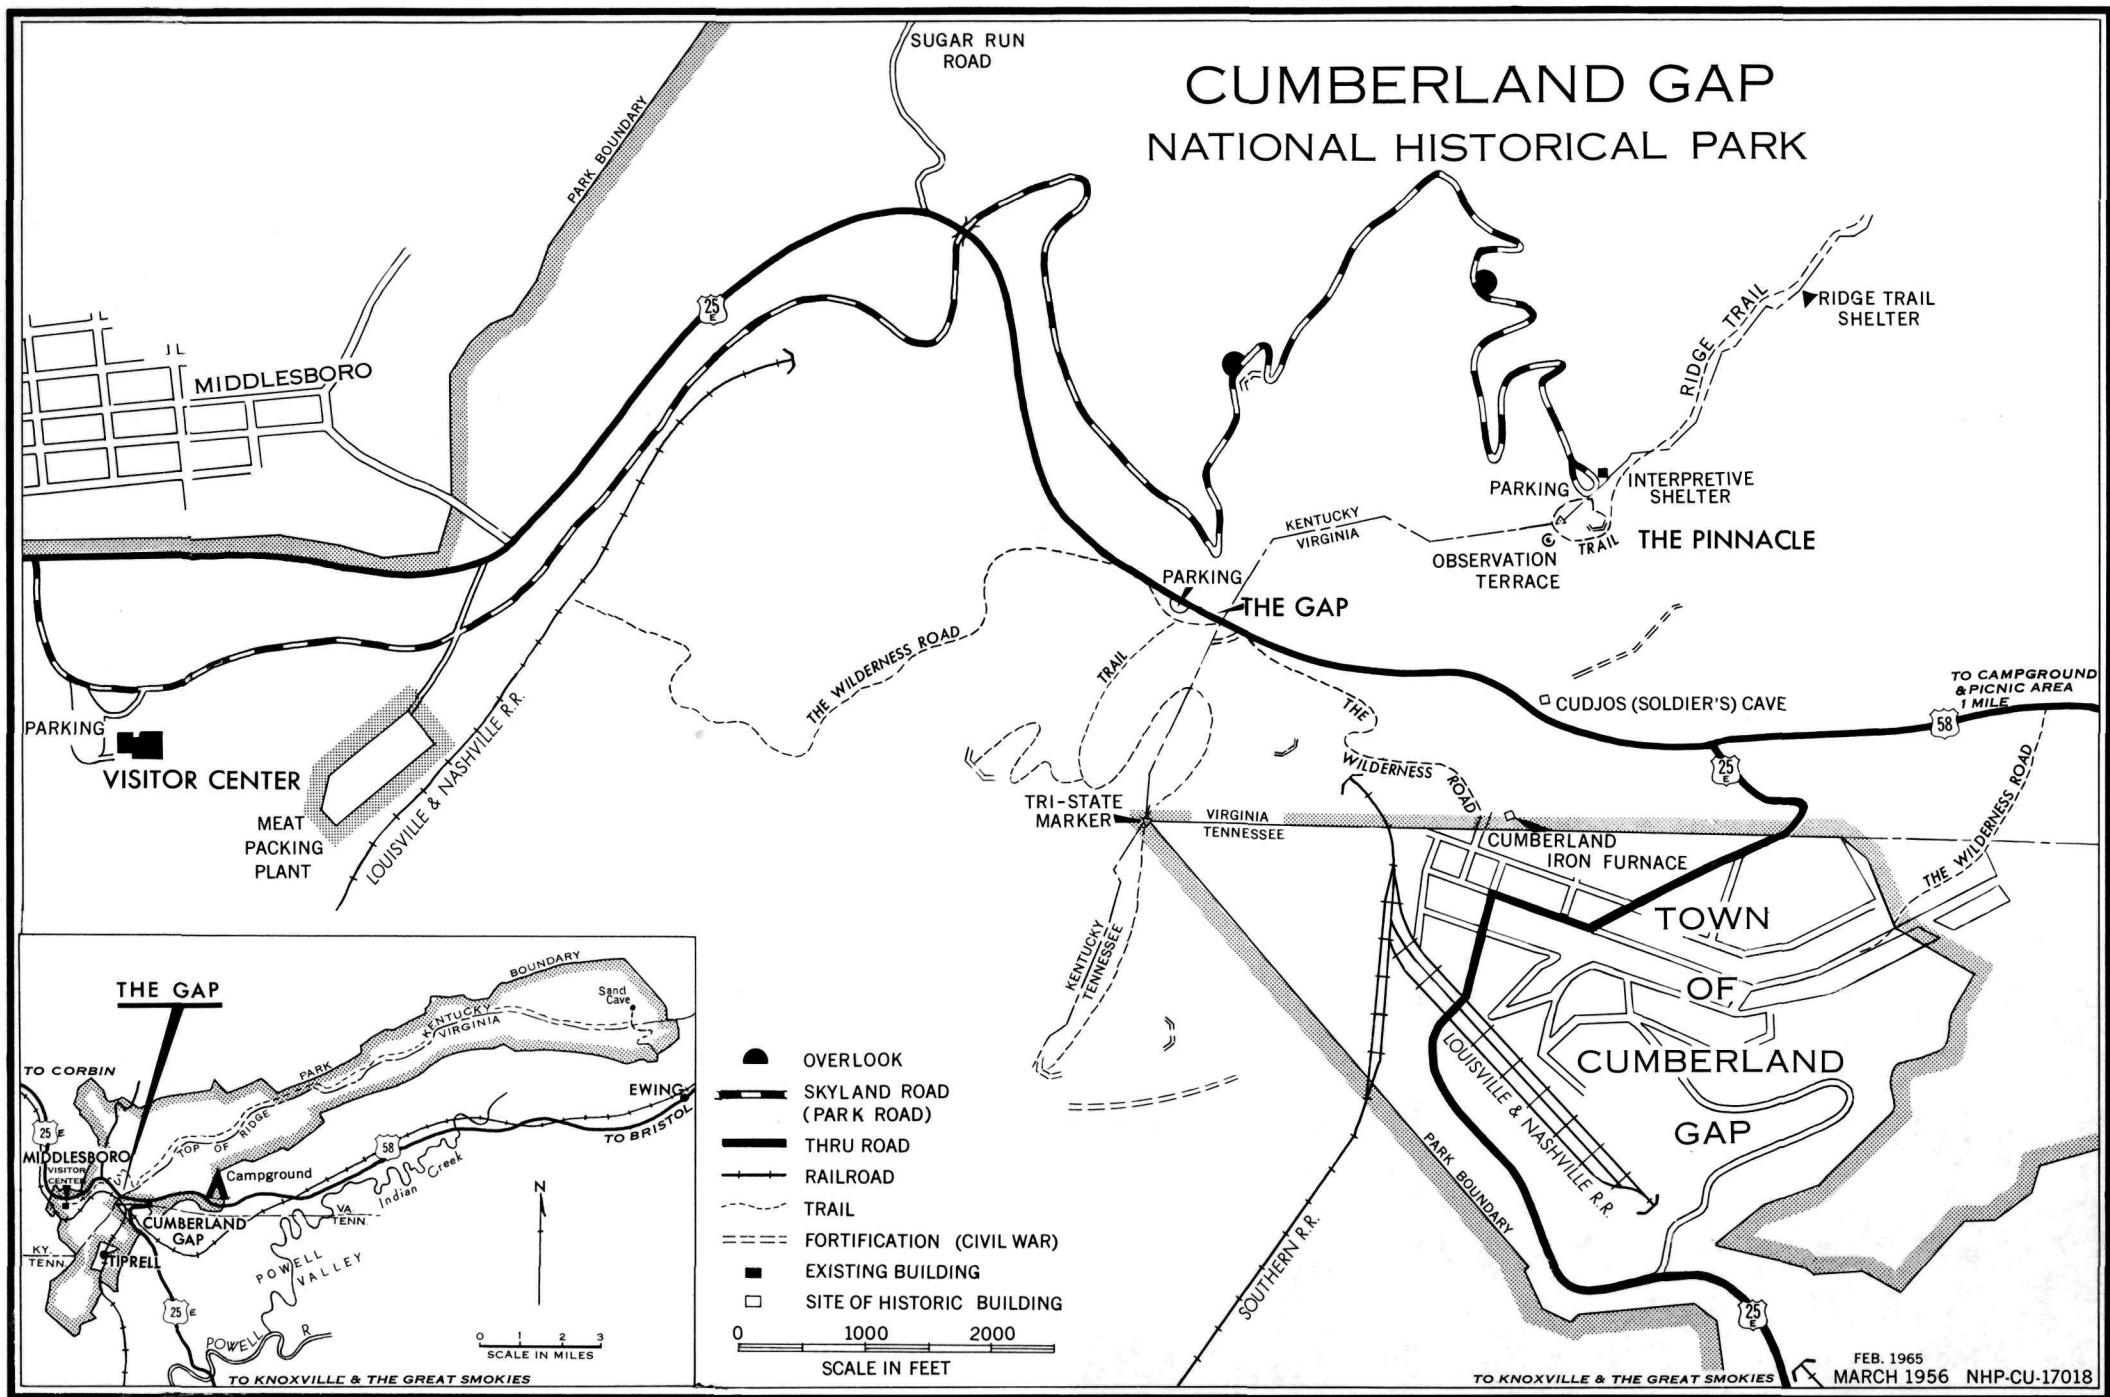 CUMBERLAND GAP
NATIONAL HISTORICAL PARK
SUGAR RUN
ROAD
PARK BOUNDARY
25
E
MIDDLESBORO
RIDGE TRAIL
RIDGE TRAIL
SHELTER
PARKING
INTERPRETIVE
SHELTER
KENTUCKY
VIRGINIA
OBSERVATION
TERRACE
TRAIL
THE PINNACLE
PARKING
THE GAP
THE WILDERNESS ROAD
TRAIL
THE
WILDERNESS ROAD
CUDJOS (SOLDIER'S) CAVE
TO CAMPGROUND
& PICNIC AREA
1 MILE
58
25
E
THE WILDERNESS ROAD
PARKING
VISITOR CENTER
MEAT
PACKING
PLANT
LOUISVILLE & NASHVILLE R.R.
TRI-STATE
MARKER
VIRGINIA
TENNESSEE
CUMBERLAND
IRON FURNACE
KENTUCKY
TENNESSEE
TOWN
OF
CUMBERLAND
GAP
LOUISVILLE & NASHVILLE R.R.
PARK BOUNDARY
SOUTHERN R.R.
25
E
TO KNOXVILLE & THE GREAT SMOKIES
FEB. 1965
MARCH 1956 NHP-CU-17018
THE GAP
BOUNDARY
Sand
Cave
KENTUCKY
VIRGINIA
PARK
TO CORBIN
TOP OF RIDGE
EWING
TO BRISTOL
25
E
MIDDLESBORO
VISITOR
CENTER
Campground
58
Indian Creek
VA.
TENN.
CUMBERLAND
GAP
KY.
TENN.
TIPRELL
POWELL
VALLEY
25
E
POWELL R
N
0 1 2 3
SCALE IN MILES
TO KNOXVILLE & THE GREAT SMOKIES
OVERLOOK
SKYLAND ROAD
(PARK ROAD)
THRU ROAD
RAILROAD
TRAIL
FORTIFICATION (CIVIL WAR)
EXISTING BUILDING
SITE OF HISTORIC BUILDING
0 1000 2000
SCALE IN FEET